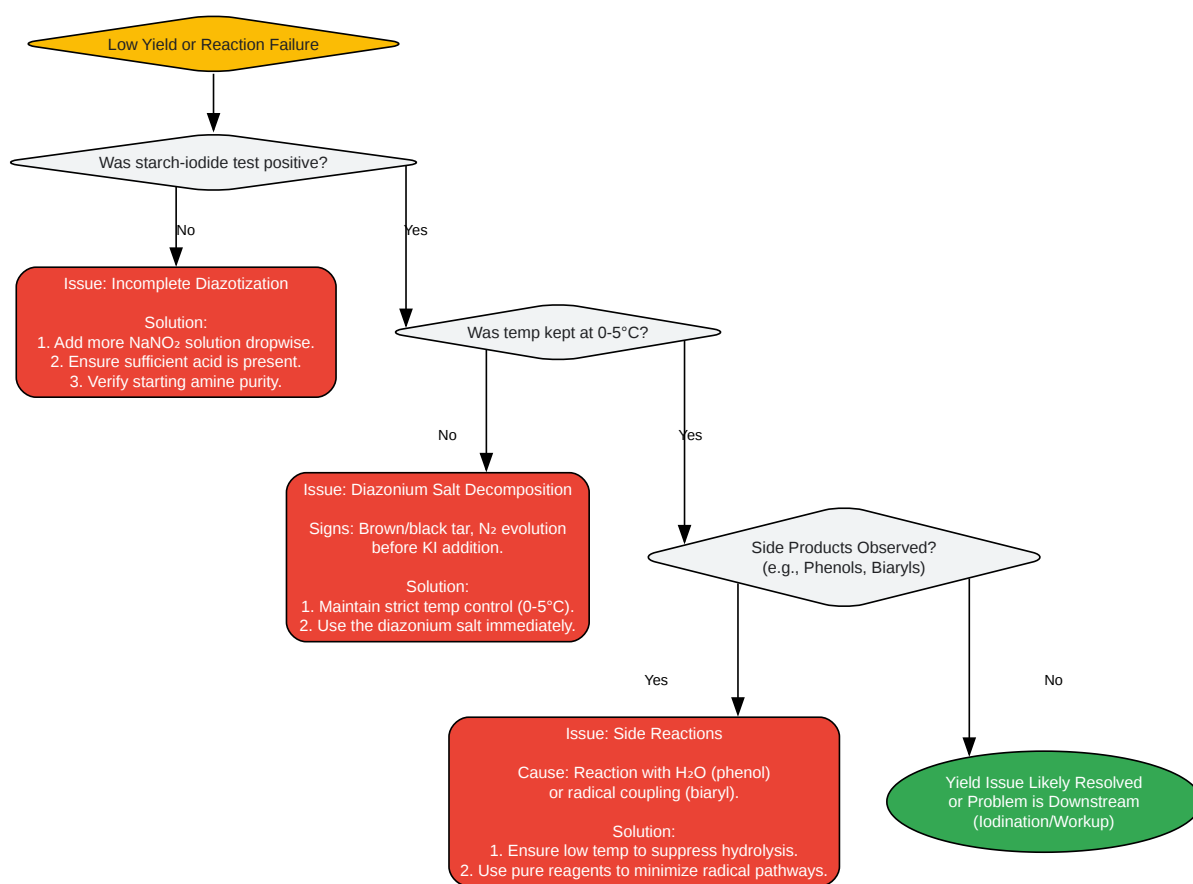 Low Yield or Reaction Failure
Was starch-iodide test positive?
No
Yes
Issue: Incomplete Diazotization
Solution:
1. Add more NaNO₂ solution dropwise.
2. Ensure sufficient acid is present.
3. Verify starting amine purity.
Was temp kept at 0-5°C?
No
Yes
Issue: Diazonium Salt Decomposition
Signs: Brown/black tar, N₂ evolution
before KI addition.
Solution:
1. Maintain strict temp control (0-5°C).
2. Use the diazonium salt immediately.
Side Products Observed?
(e.g., Phenols, Biaryls)
Yes
No
Issue: Side Reactions
Cause: Reaction with H₂O (phenol)
or radical coupling (biaryl).
Solution:
1. Ensure low temp to suppress hydrolysis.
2. Use pure reagents to minimize radical pathways.
Yield Issue Likely Resolved
or Problem is Downstream
(Iodination/Workup)